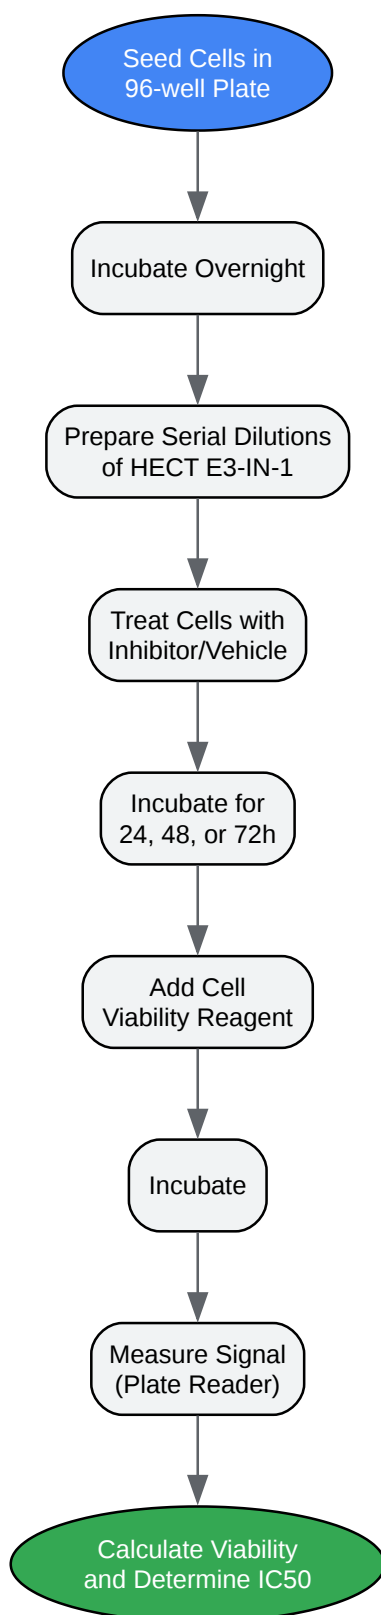 Seed Cells in
96-well Plate
Incubate Overnight
Prepare Serial Dilutions
of HECT E3-IN-1
Treat Cells with
Inhibitor/Vehicle
Incubate for
24, 48, or 72h
Add Cell
Viability Reagent
Incubate
Measure Signal
(Plate Reader)
Calculate Viability
and Determine IC50